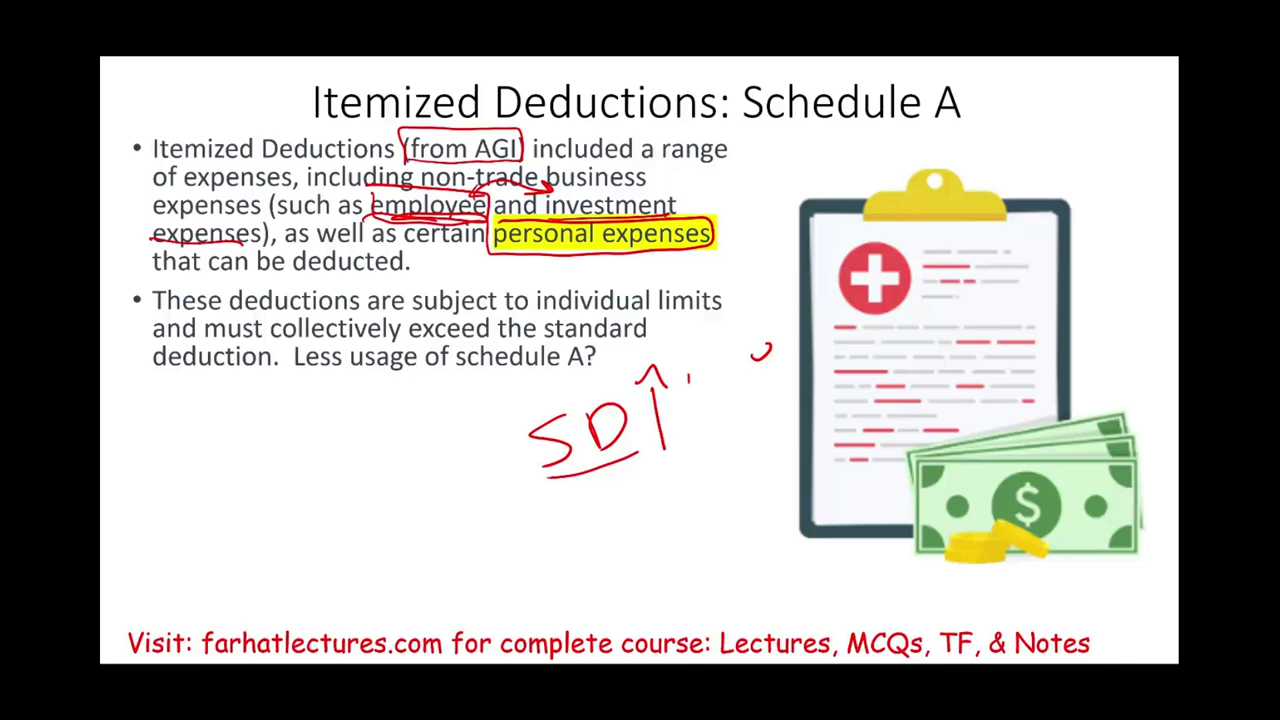 Itemized Deductions: Schedule A
• Itemized Deductions (from AGI) included a range
of expenses, including non-trade business
expenses (such as employee and investment
expenses), as well as certain personal expenses
that can be deducted.
• These deductions are subject to individual limits
and must collectively exceed the standard
deduction. Less usage of schedule A?
SD↑
$
Visit: farhatlectures.com for complete course: Lectures, MCQs, TF, & Notes